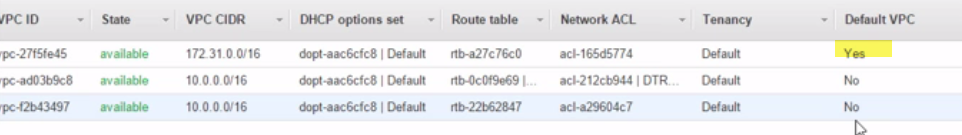 VPC ID State VPC CIDR DHCP options set Route table Network ACL Tenancy Default VPC
vpc-27f5fe45 available 172.31.0.0/16 dopt-aac6cfc8 | Default rtb-a27c76c0 acl-165d5774 Default Yes
vpc-ad03b9c8 available 10.0.0.0/16 dopt-aac6cfc8 | Default rtb-0c0f9e69 |... acl-212cb944 | DTR... Default No
vpc-f2b43497 available 10.0.0.0/16 dopt-aac6cfc8 | Default rtb-22b62847 acl-a29604c7 Default No